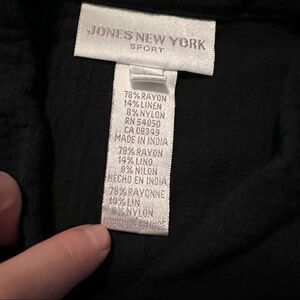 JONES NEW YORK
SPORT
78% RAYON
14% LINEN
8% NYLON
RN 54050
CA 08349
MADE IN INDIA
78% RAYON
14% LINO
8% NILON
HECHO EN INDIA
78% RAYONNE
14% LIN
8% NYLON